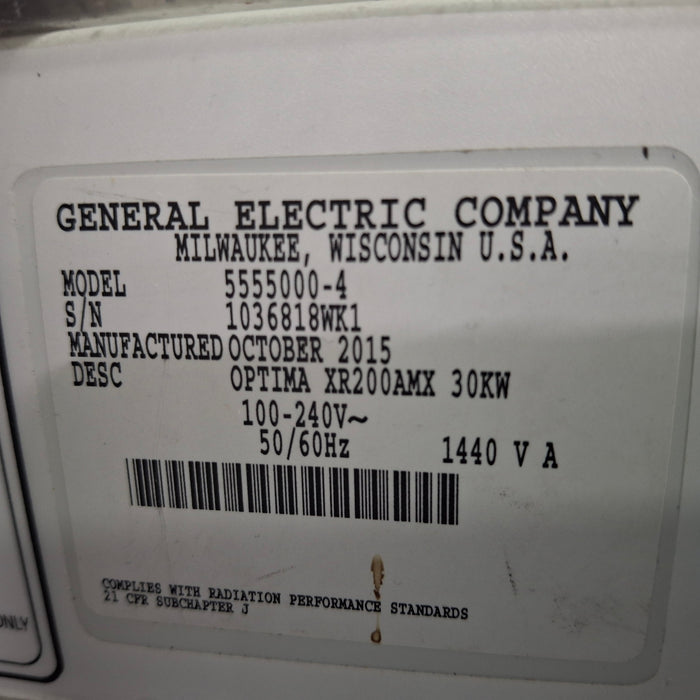 GENERAL ELECTRIC COMPANY
MILWAUKEE, WISCONSIN U.S.A.
MODEL 5555000-4
S/N 1036818WK1
MANUFACTURED OCTOBER 2015
DESC OPTIMA XR200AMX 30KW
100-240V~
50/60Hz 1440 V A
COMPLIES WITH RADIATION PERFORMANCE STANDARDS
21 CFR SUBCHAPTER J
ONLY